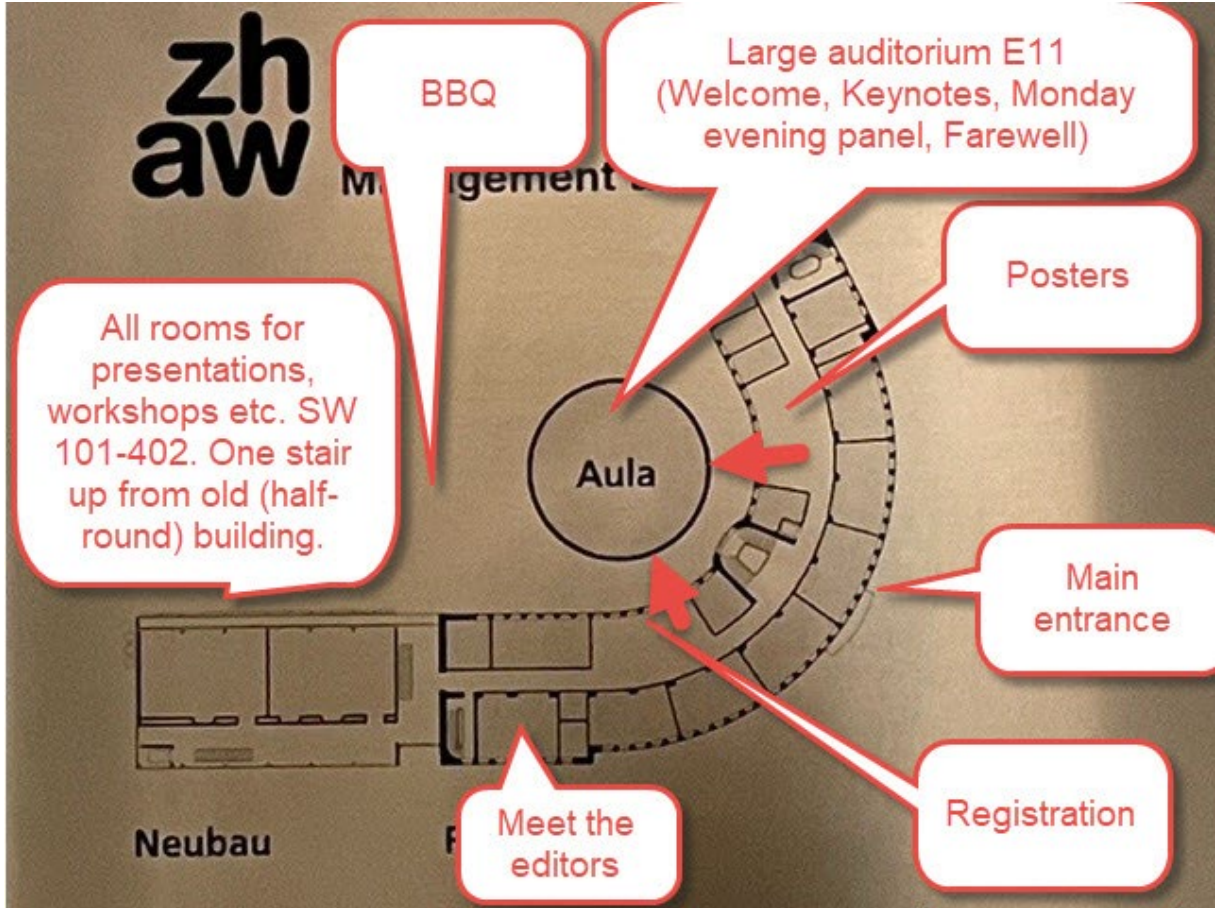 zh
aw
BBQ
Large auditorium E11
(Welcome, Keynotes, Monday
evening panel, Farewell)
Posters
All rooms for
presentations,
workshops etc. SW
101-402. One stair
up from old (half-
round) building.
Aula
Main
entrance
Registration
Meet the
editors
Neubau